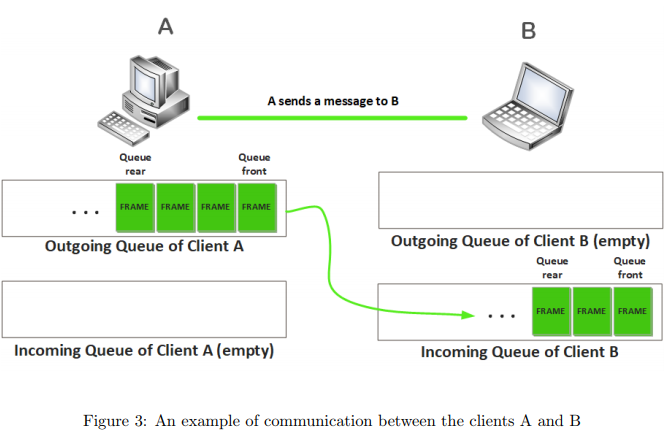 A
B
A sends a message to B
Queue rear
Queue front
...
FRAME
FRAME
FRAME
FRAME
Outgoing Queue of Client A
Outgoing Queue of Client B (empty)
Queue rear
Queue front
...
FRAME
FRAME
FRAME
Incoming Queue of Client A (empty)
Incoming Queue of Client B
Figure 3: An example of communication between the clients A and B